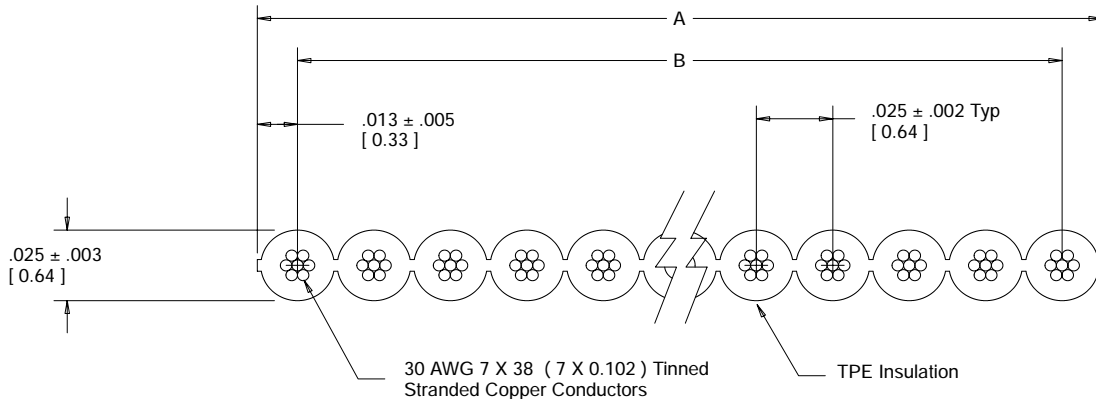 A
B
.013 ± .005
[ 0.33 ]
.025 ± .002 Typ
[ 0.64 ]
.025 ± .003
[ 0.64 ]
30 AWG 7 X 38 ( 7 X 0.102 ) Tinned
Stranded Copper Conductors
TPE Insulation